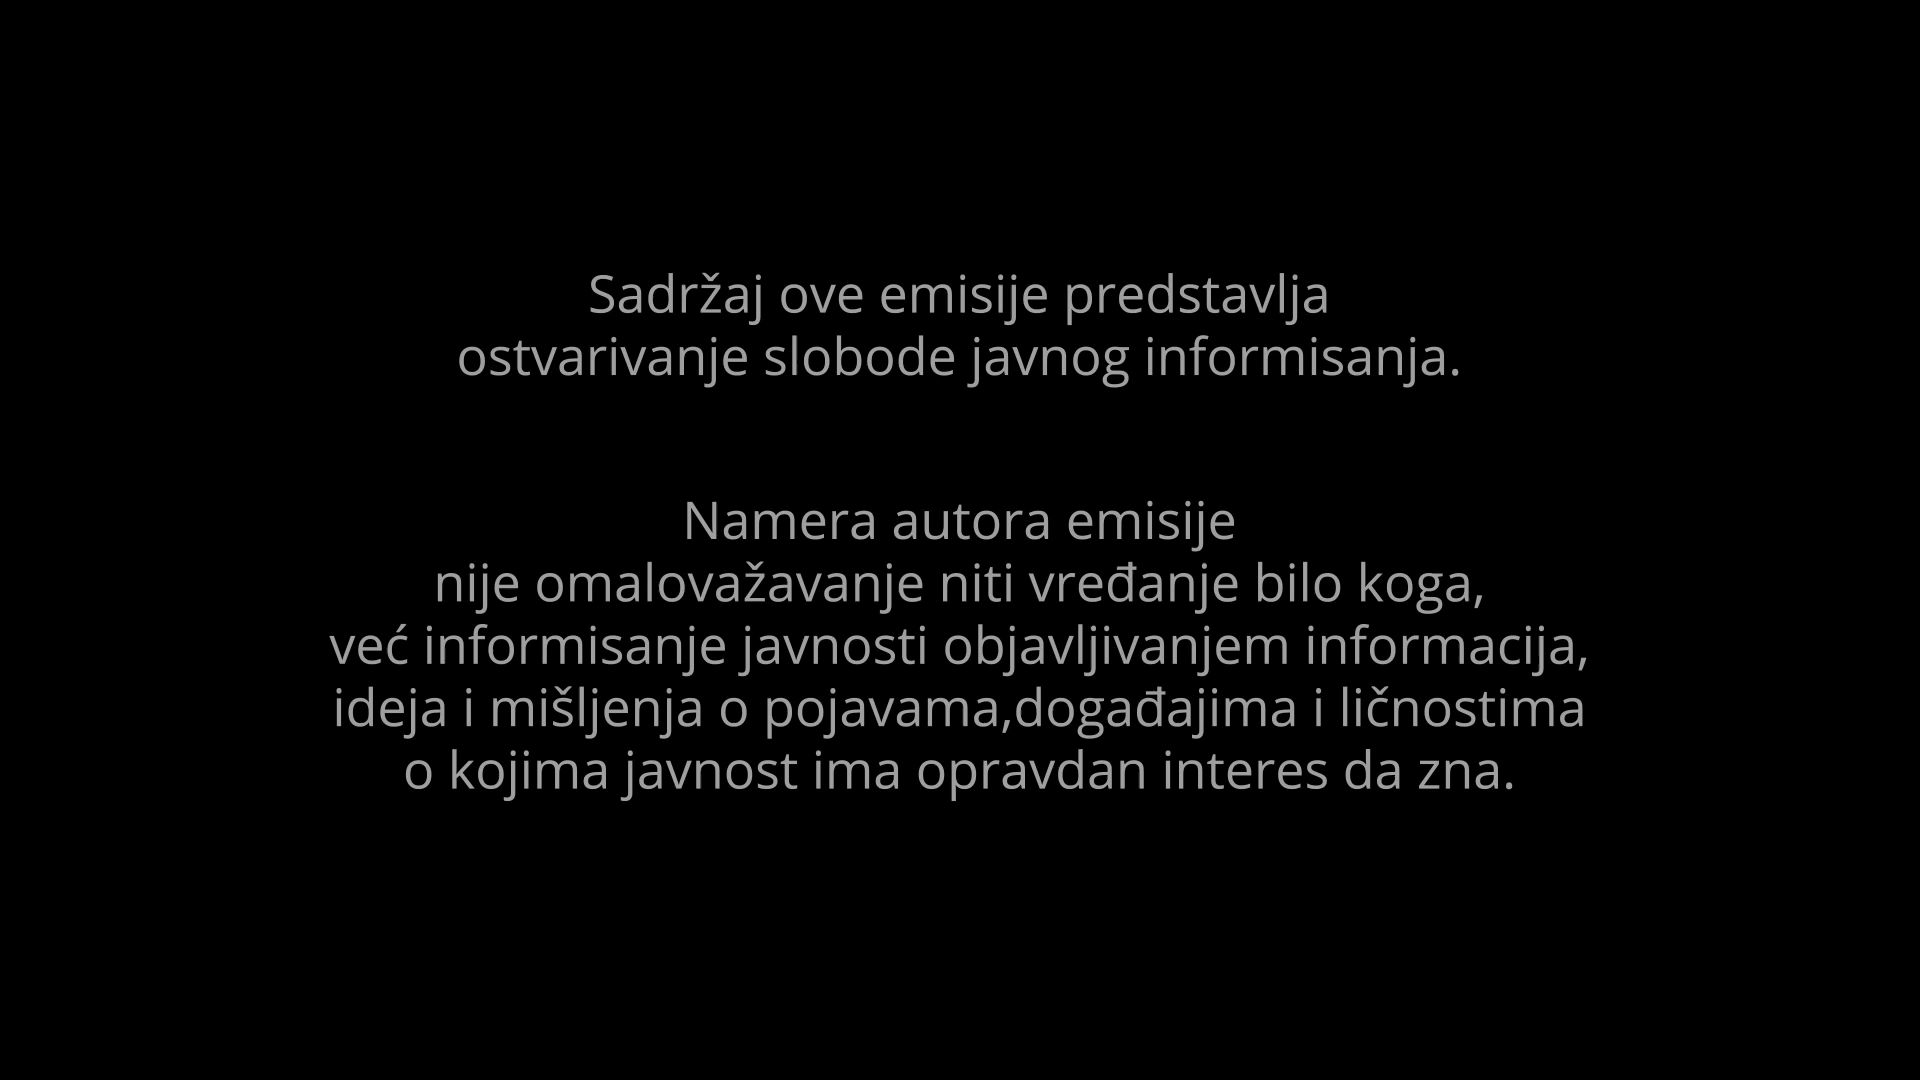 Sadržaj ove emisije predstavlja
ostvarivanje slobode javnog informisanja.
Namera autora emisije
nije omalovažavanje niti vređanje bilo koga,
već informisanje javnosti objavljivanjem informacija,
ideja i mišljenja o pojavama,događajima i ličnostima
o kojima javnost ima opravdan interes da zna.